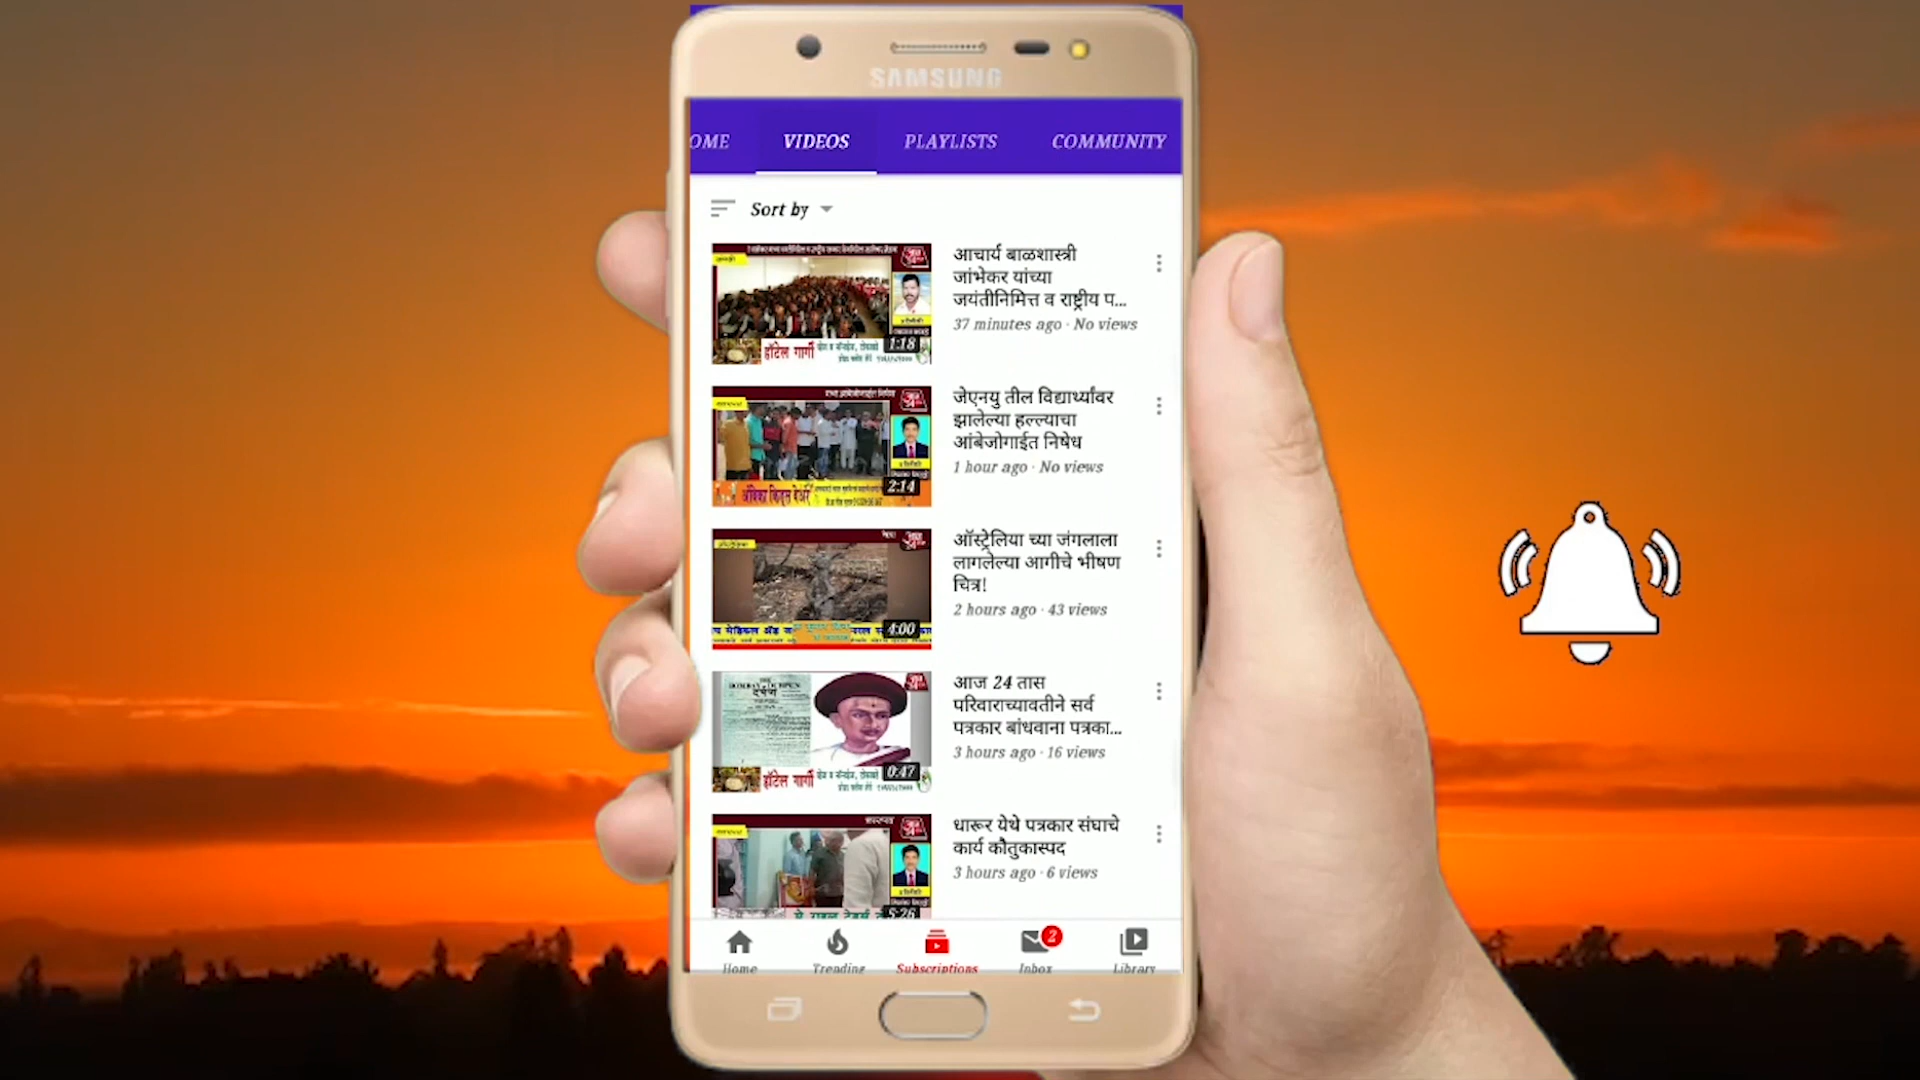 SAMSUNG
OME VIDEOS PLAYLISTS COMMUNITY
Sort by
आचार्य बाळशास्त्री
जांभेकर यांच्या
जयंतीनिमित्त व राष्ट्रीय प...
37 minutes ago · No views
1:18
हॉटेल गार्गी
जेएनयु तील विद्यार्थ्यांवर
झालेल्या हल्ल्याचा
आंबेजोगाईत निषेध
1 hour ago · No views
2:14
अंबिका किड्स वेअर
ऑस्ट्रेलिया च्या जंगलाला
लागलेल्या आगीचे भीषण
चित्र!
2 hours ago · 43 views
4:00
आज 24 तास
परिवाराच्यावतीने सर्व
पत्रकार बांधवाना पत्रका...
3 hours ago · 16 views
दर्पण
0:47
हॉटेल गार्गी
धारूर येथे पत्रकार संघाचे
कार्य कौतुकास्पद
3 hours ago · 6 views
5:26
2
Home Trending Subscriptions Inbox Library